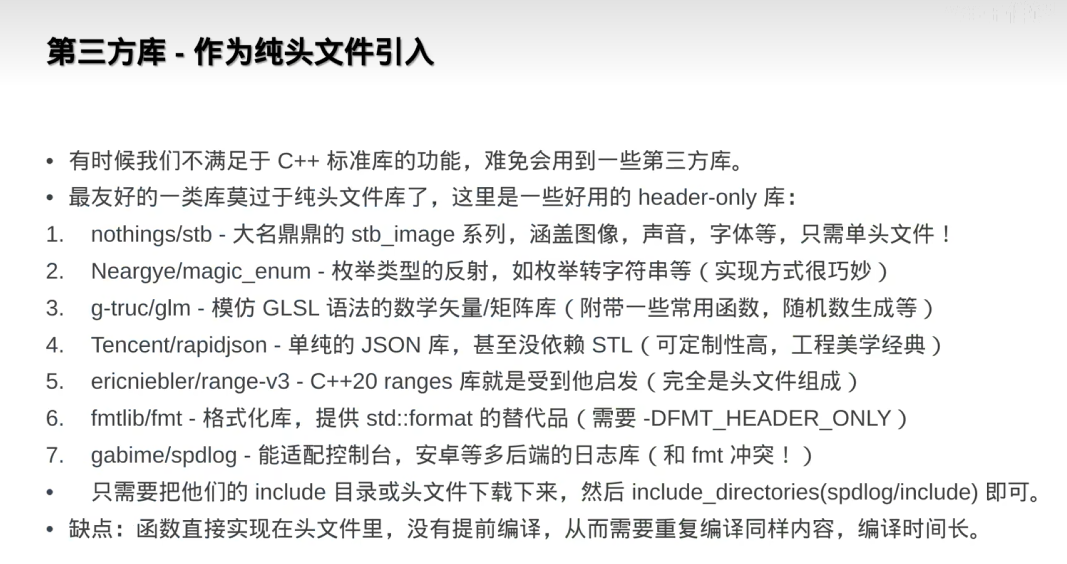 第三方库 - 作为纯头文件引入
• 有时候我们不满足于 C++ 标准库的功能，难免会用到一些第三方库。
• 最友好的一类库莫过于纯头文件库了，这里是一些好用的 header-only 库：
1. nothings/stb - 大名鼎鼎的 stb_image 系列，涵盖图像，声音，字体等，只需单头文件！
2. Neargye/magic_enum - 枚举类型的反射，如枚举转字符串等（实现方式很巧妙）
3. g-truc/glm - 模仿 GLSL 语法的数学矢量/矩阵库（附带一些常用函数，随机数生成等）
4. Tencent/rapidjson - 单纯的 JSON 库，甚至没依赖 STL（可定制性高，工程美学经典）
5. ericniebler/range-v3 - C++20 ranges 库就是受到他启发（完全是头文件组成）
6. fmtlib/fmt - 格式化库，提供 std::format 的替代品（需要 -DFMT_HEADER_ONLY）
7. gabime/spdlog - 能适配控制台，安卓等多后端的日志库（和 fmt 冲突！）
• 只需要把他们的 include 目录或头文件下载下来，然后 include_directories(spdlog/include) 即可。
• 缺点：函数直接实现在头文件里，没有提前编译，从而需要重复编译同样内容，编译时间长。